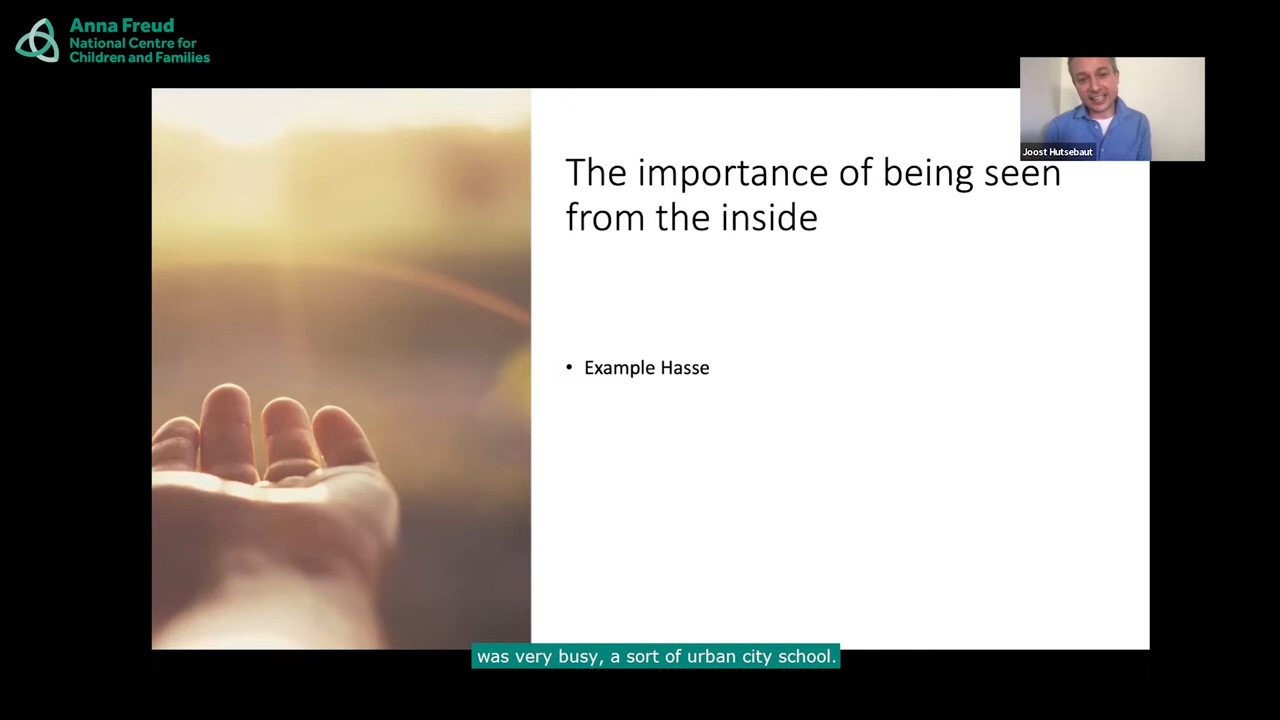 Anna Freud
National Centre for
Children and Families
Joost Hutsebaut
The importance of being seen
from the inside
• Example Hasse
was very busy, a sort of urban city school.